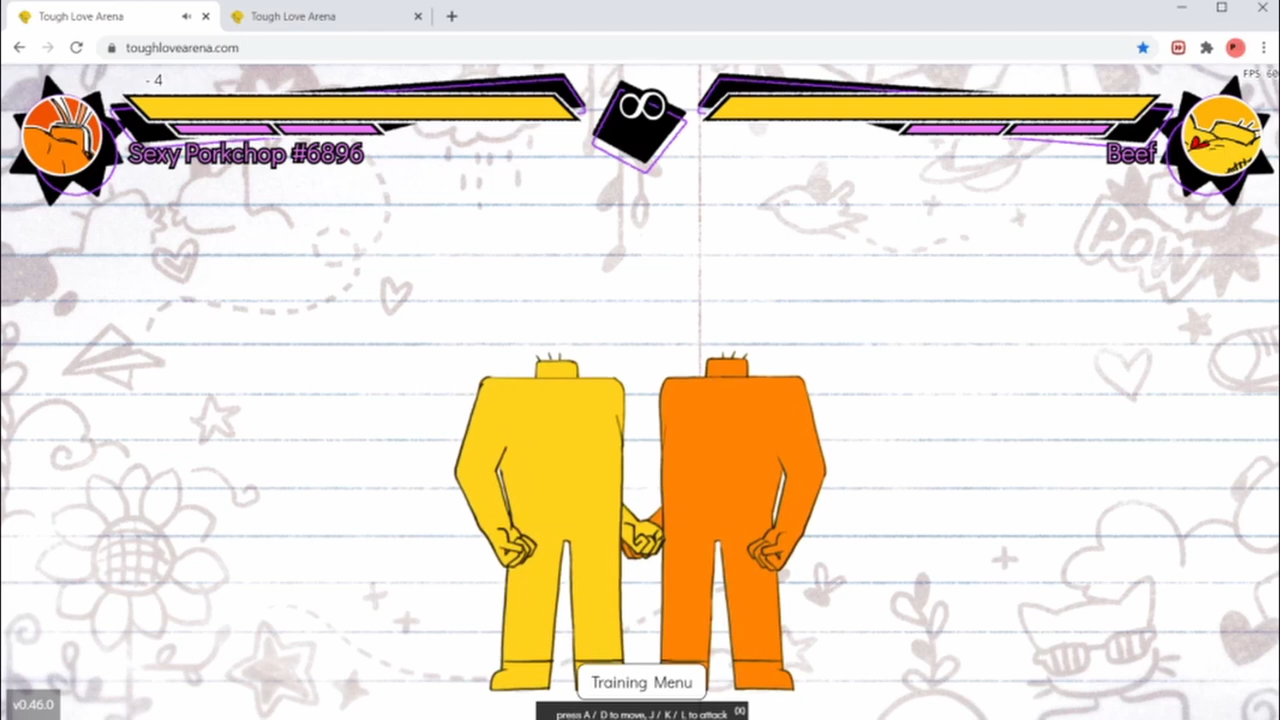 Tough Love Arena
Tough Love Arena
toughlovearena.com
FPS 60
- 4
Sexy Porkchop #6896
Beef
POW
Training Menu
v0.46.0
press A / D to move, J / K / L to attack (X)